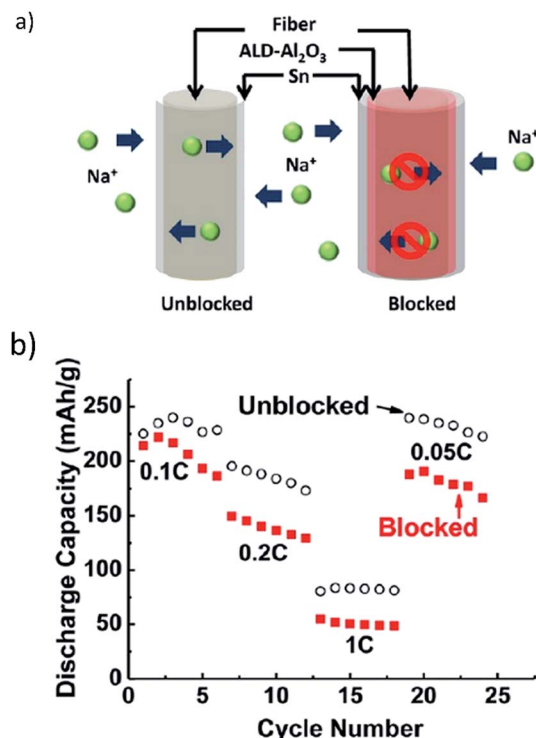 a)
Fiber
ALD-Al₂O₃
Sn
Na⁺
Na⁺
Na⁺
Unblocked
Blocked
b)
Discharge Capacity (mAh/g)
250
200
150
100
50
0
0
5
10
15
20
25
Cycle Number
Unblocked
0.1C
0.2C
1C
0.05C
Blocked